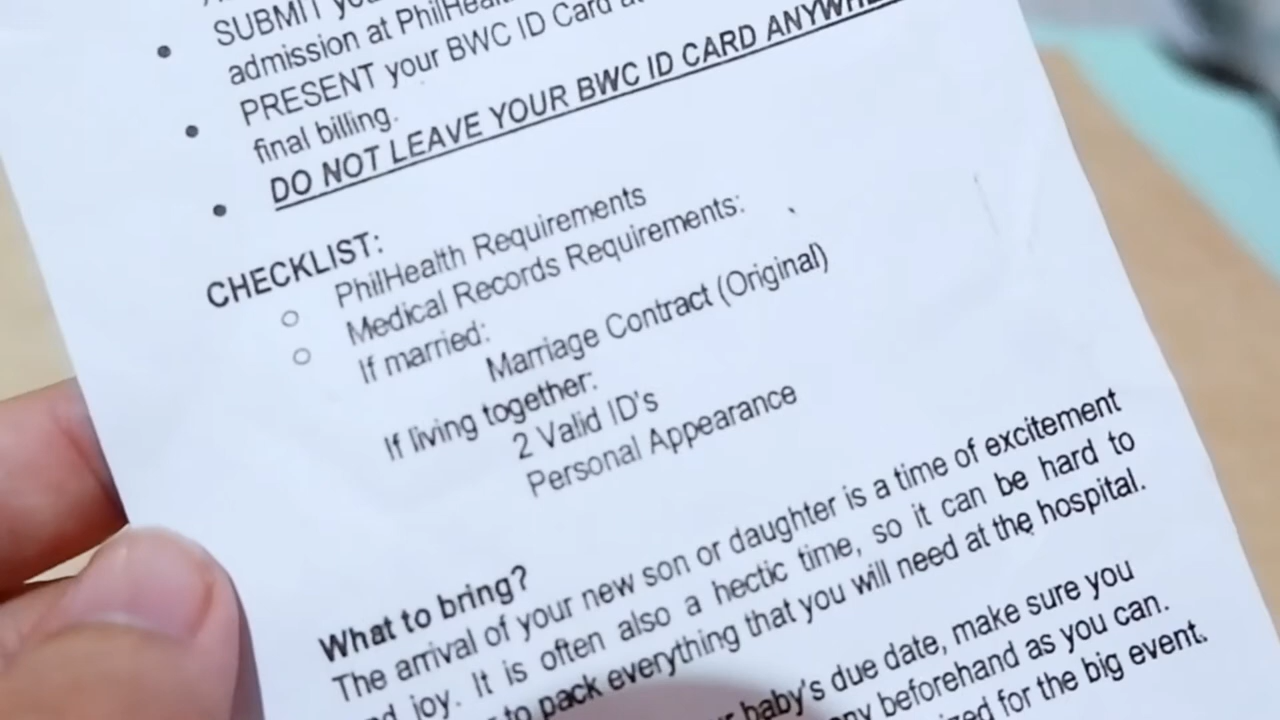 SUBMIT
admission at
PRESENT your BWC ID Card
final billing.
DO NOT LEAVE YOUR BWC ID CARD
CHECKLIST:
PhilHealth Requirements
Medical Records Requirements:
If married:
Marriage Contract (Original)
If living together:
2 Valid ID's
Personal Appearance
What to bring?
The arrival of your new son or daughter is a time of excitement
joy. It is often also a hectic time, so it can be hard to
to pack everything that you will need at the hospital.
baby's due date, make sure you
beforehand as you can.
for the big event.